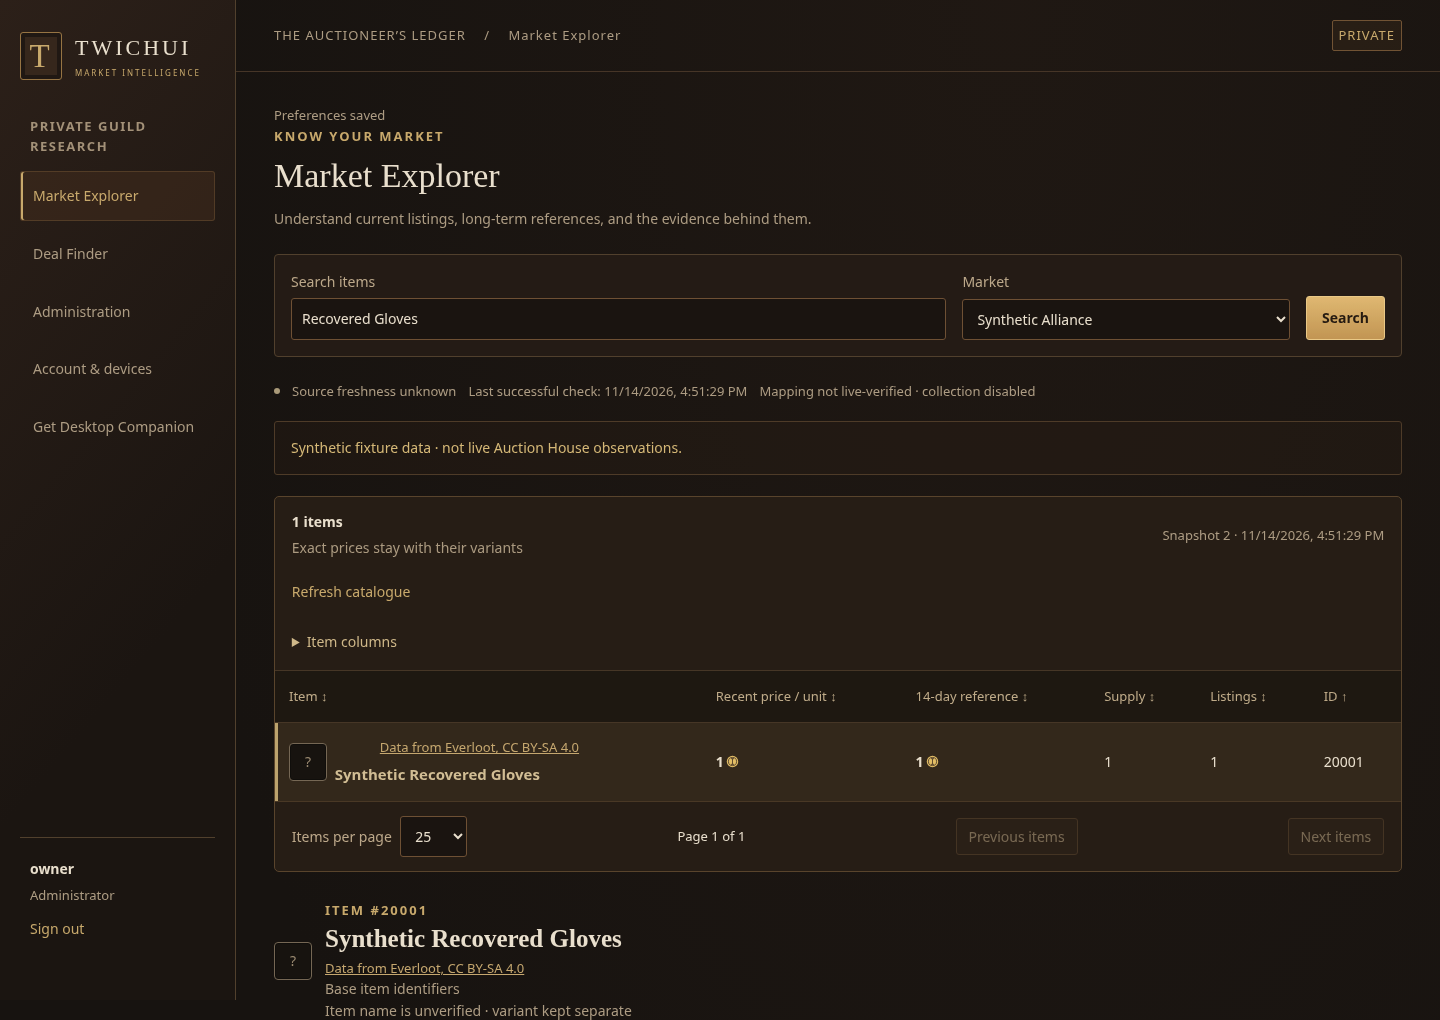 T
TWICHUI
MARKET INTELLIGENCE
PRIVATE GUILD
RESEARCH
Market Explorer
Deal Finder
Administration
Account & devices
Get Desktop Companion
owner
Administrator
Sign out
THE AUCTIONEER’S LEDGER / Market Explorer
PRIVATE
Preferences saved
KNOW YOUR MARKET
Market Explorer
Understand current listings, long-term references, and the evidence behind them.
Search items
Market
Recovered Gloves
Synthetic Alliance
Search
Source freshness unknown Last successful check: 11/14/2026, 4:51:29 PM Mapping not live-verified · collection disabled
Synthetic fixture data · not live Auction House observations.
1 items
Exact prices stay with their variants
Snapshot 2 · 11/14/2026, 4:51:29 PM
Refresh catalogue
▶ Item columns
Item ↕ Recent price / unit ↕ 14-day reference ↕ Supply ↕ Listings ↕ ID ↑
?
Data from Everloot, CC BY-SA 4.0
Synthetic Recovered Gloves
1 1 1 1 20001
Items per page 25 Page 1 of 1 Previous items Next items
ITEM #20001
?
Synthetic Recovered Gloves
Data from Everloot, CC BY-SA 4.0
Base item identifiers
Item name is unverified · variant kept separate